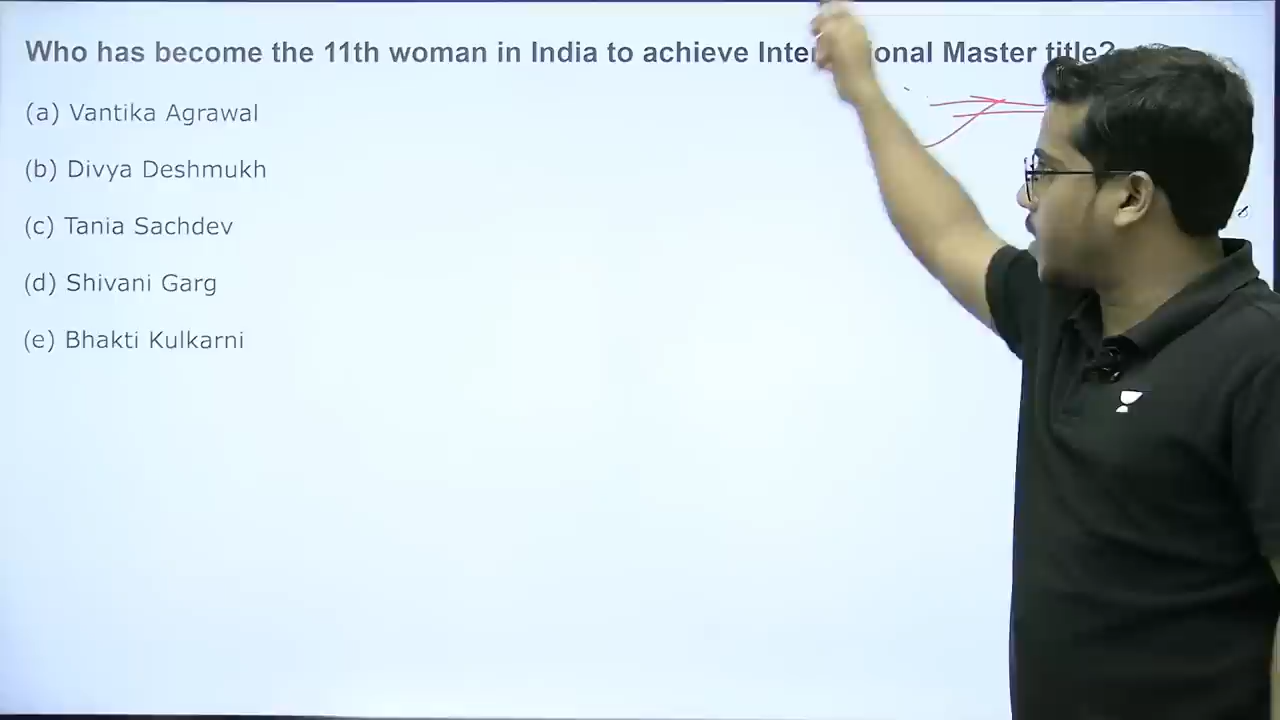 Who has become the 11th woman in India to achieve Master title?
(a) Vantika Agrawal
(b) Divya Deshmukh
(c) Tania Sachdev
(d) Shivani Garg
(e) Bhakti Kulkarni